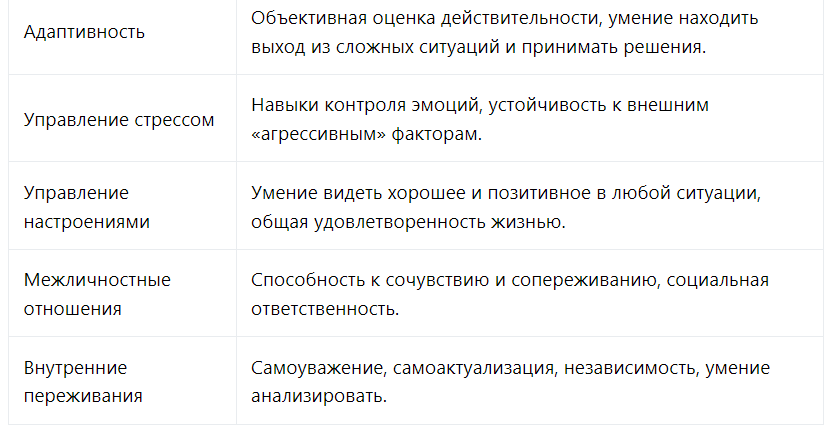 Адаптивность
Объективная оценка действительности, умение находить
выход из сложных ситуаций и принимать решения.
Управление стрессом
Навыки контроля эмоций, устойчивость к внешним
«агрессивным» факторам.
Управление
настроениями
Умение видеть хорошее и позитивное в любой ситуации,
общая удовлетворенность жизнью.
Межличностные
отношения
Способность к сочувствию и сопереживанию, социальная
ответственность.
Внутренние
переживания
Самоуважение, самоактуализация, независимость, умение
анализировать.